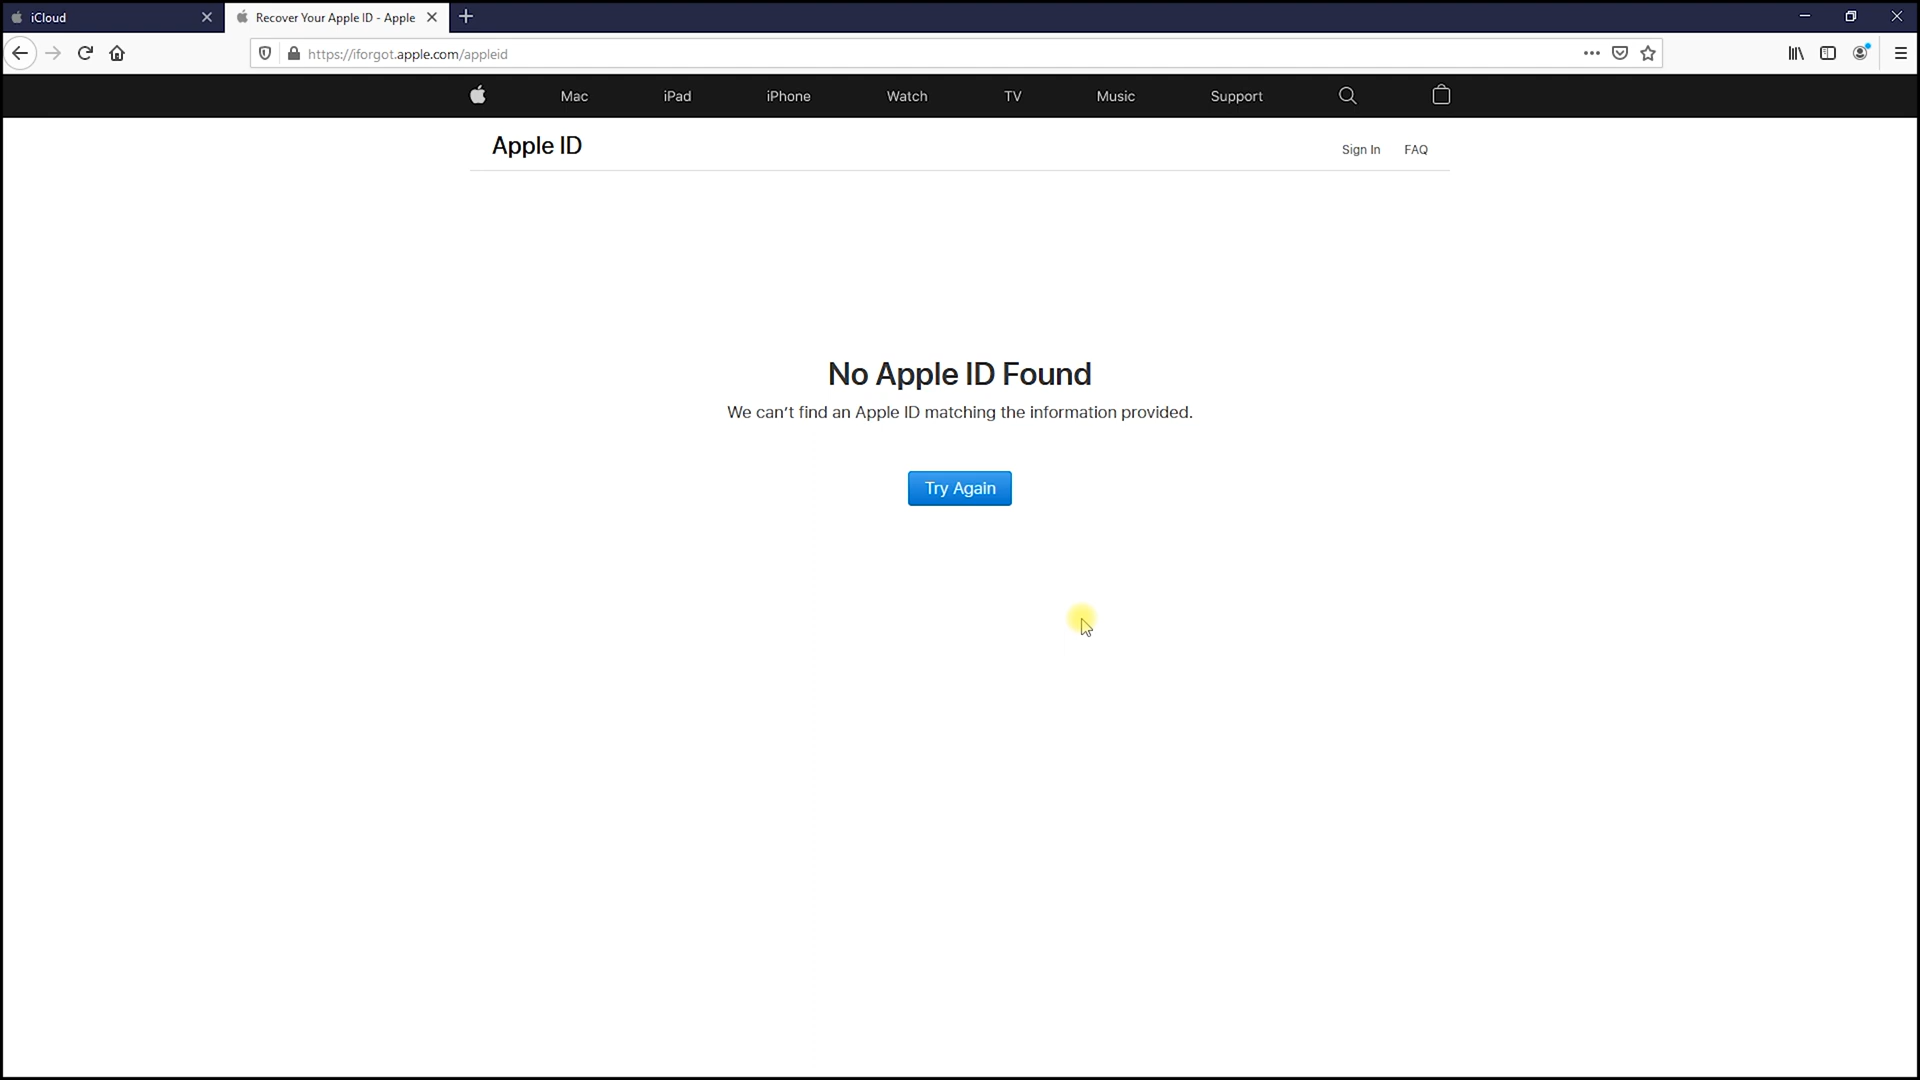 iCloud
Recover Your Apple ID - Apple
https://iforgot.apple.com/appleid
Mac iPad iPhone Watch TV Music Support
Apple ID
Sign In FAQ
No Apple ID Found
We can't find an Apple ID matching the information provided.
Try Again